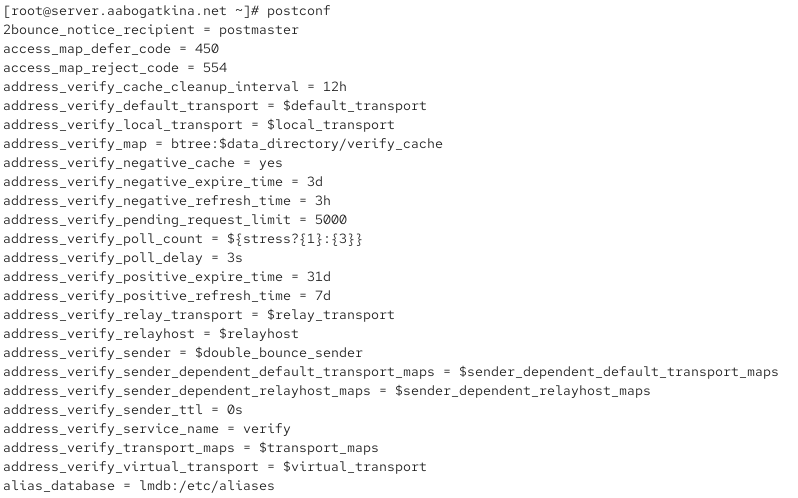 [root@server.aabogatkina.net ~]# postconf
2bounce_notice_recipient = postmaster
access_map_defer_code = 450
access_map_reject_code = 554
address_verify_cache_cleanup_interval = 12h
address_verify_default_transport = $default_transport
address_verify_local_transport = $local_transport
address_verify_map = btree:$data_directory/verify_cache
address_verify_negative_cache = yes
address_verify_negative_expire_time = 3d
address_verify_negative_refresh_time = 3h
address_verify_pending_request_limit = 5000
address_verify_poll_count = ${stress?{1}:{3}}
address_verify_poll_delay = 3s
address_verify_positive_expire_time = 31d
address_verify_positive_refresh_time = 7d
address_verify_relay_transport = $relay_transport
address_verify_relayhost = $relayhost
address_verify_sender = $double_bounce_sender
address_verify_sender_dependent_default_transport_maps = $sender_dependent_default_transport_maps
address_verify_sender_dependent_relayhost_maps = $sender_dependent_relayhost_maps
address_verify_sender_ttl = 0s
address_verify_service_name = verify
address_verify_transport_maps = $transport_maps
address_verify_virtual_transport = $virtual_transport
alias_database = lmdb:/etc/aliases